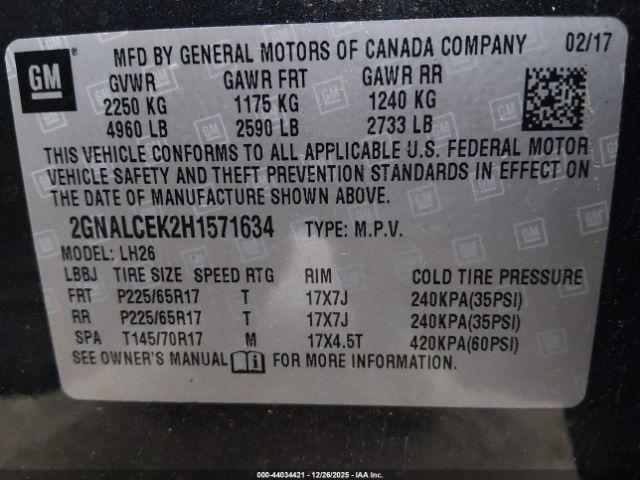 GM MFD BY GENERAL MOTORS OF CANADA COMPANY 02/17
GVWR GAWR FRT GAWR RR
2250 KG 1175 KG 1240 KG
4960 LB 2590 LB 2733 LB
THIS VEHICLE CONFORMS TO ALL APPLICABLE U.S. FEDERAL MOTOR
VEHICLE SAFETY AND THEFT PREVENTION STANDARDS IN EFFECT ON
THE DATE OF MANUFACTURE SHOWN ABOVE.
2GNALCEK2H1571634 TYPE: M.P.V.
MODEL: LH26
LBBJ TIRE SIZE SPEED RTG RIM COLD TIRE PRESSURE
FRT P225/65R17 T 17X7J 240KPA(35PSI)
RR P225/65R17 T 17X7J 240KPA(35PSI)
SPA T145/70R17 M 17X4.5T 420KPA(60PSI)
SEE OWNER'S MANUAL FOR MORE INFORMATION.
000-44034421 - 12/26/2025 - IAA Inc.